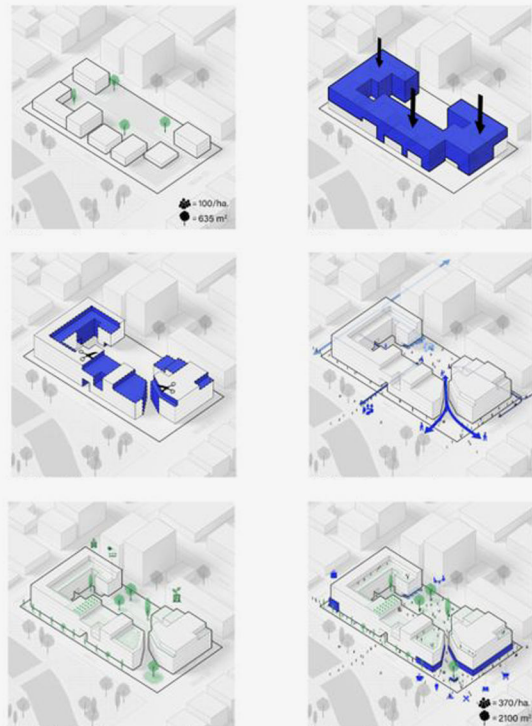 = 100/ha.
= 635 m².
= 370/ha.
= 2100 m²